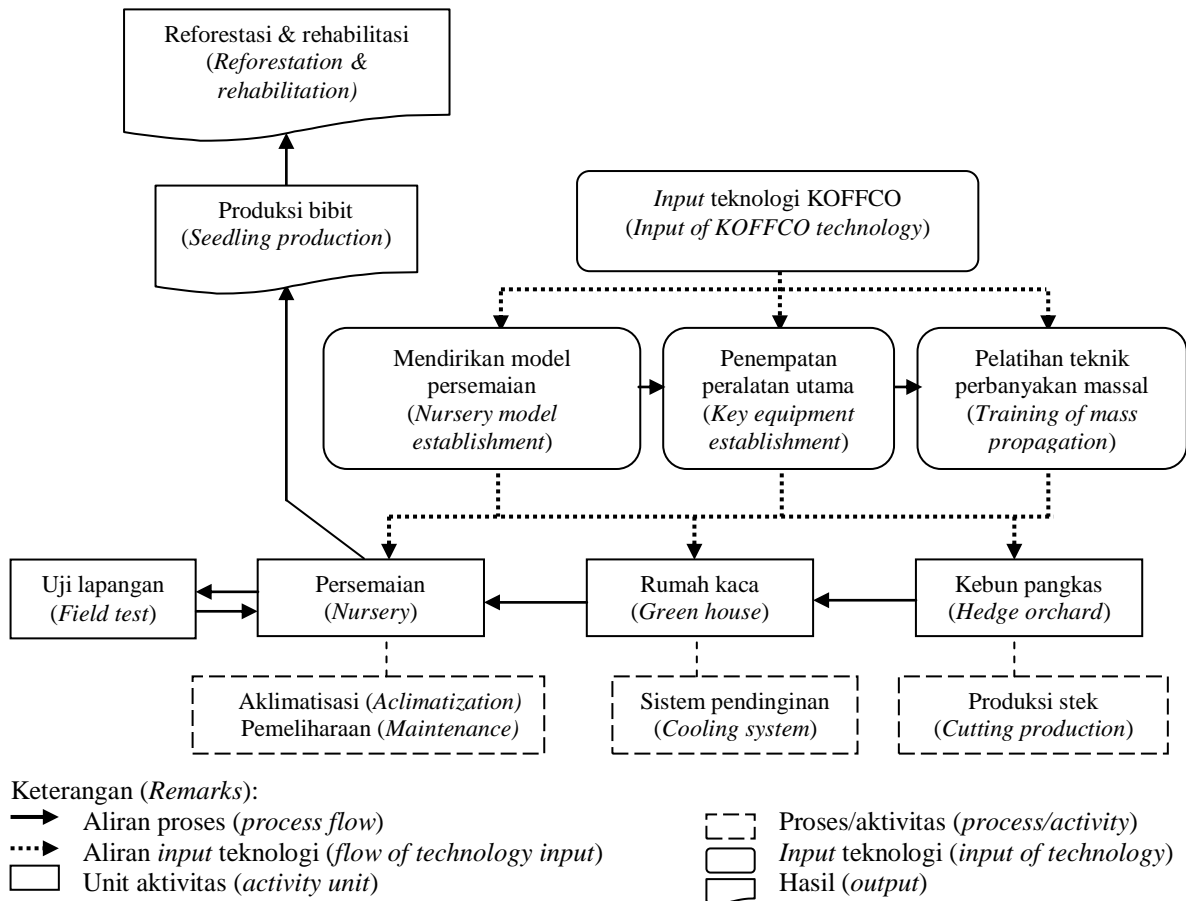 Reforestasi & rehabilitasi
(Reforestation &
rehabilitation)
Produksi bibit
(Seedling production)
Input teknologi KOFFCO
(Input of KOFFCO technology)
Mendirikan model
persemaian
(Nursery model
establishment)
Penempatan
peralatan utama
(Key equipment
establishment)
Pelatihan teknik
perbanyakan massal
(Training of mass
propagation)
Uji lapangan
(Field test)
Persemaian
(Nursery)
Rumah kaca
(Green house)
Kebun pangkas
(Hedge orchard)
Aklimatisasi (Aclimatization)
Pemeliharaan (Maintenance)
Sistem pendinginan
(Cooling system)
Produksi stek
(Cutting production)
Keterangan (Remarks):
Aliran proses (process flow)
Aliran input teknologi (flow of technology input)
Unit aktivitas (activity unit)
Proses/aktivitas (process/activity)
Input teknologi (input of technology)
Hasil (output)